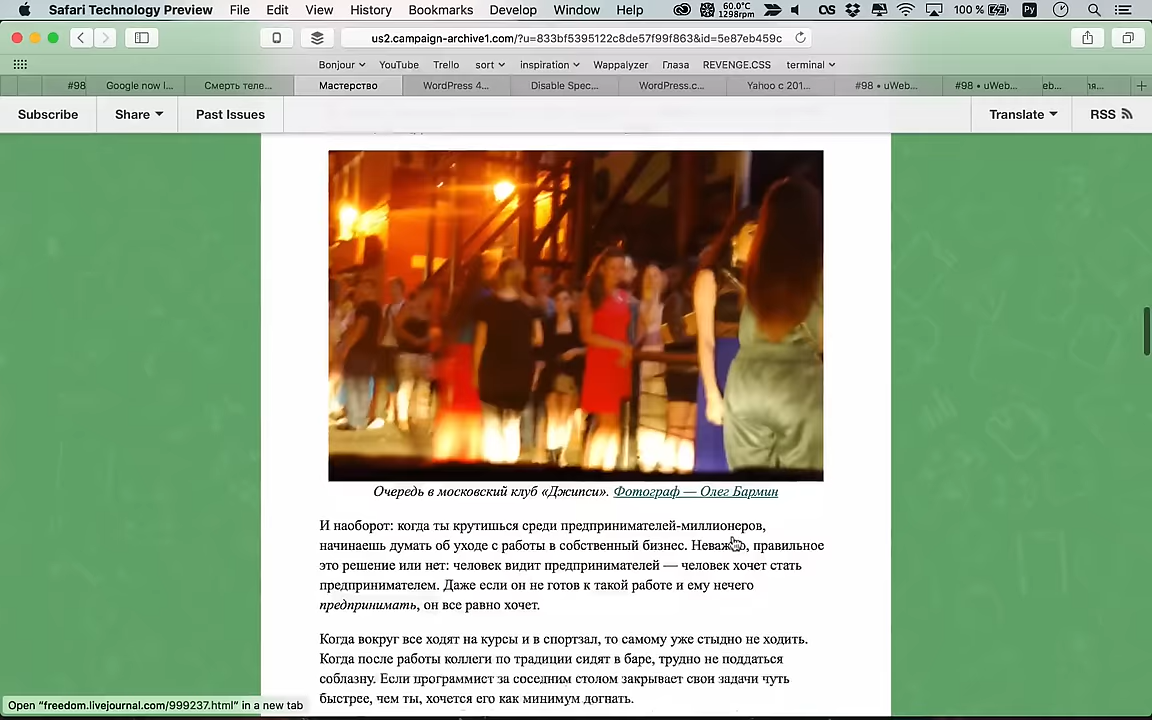 Safari Technology Preview File Edit View History Bookmarks Develop Window Help 60.0°C 1298rpm 100 % Py
us2.campaign-archive1.com/?u=833bf5395122c8de57f99f863&id=5e87eb459c
Bonjour YouTube Trello sort inspiration Wappalyzer Глаза REVENGE.CSS terminal
#98 Google now l... Смерть теле... Мастерство WordPress 4... Disable Spec... WordPress.c... Yahoo с 201... #98 • uWeb... #98 • uWeb... eb...
Subscribe Share Past Issues Translate RSS
Очередь в московский клуб «Джипси». Фотограф — Олег Бармин
И наоборот: когда ты крутишься среди предпринимателей-миллионеров,
начинаешь думать об уходе с работы в собственный бизнес. Неважно, правильное
это решение или нет: человек видит предпринимателей — человек хочет стать
предпринимателем. Даже если он не готов к такой работе и ему нечего
предпринимать, он все равно хочет.
Когда вокруг все ходят на курсы и в спортзал, то самому уже стыдно не ходить.
Когда после работы коллеги по традиции сидят в баре, трудно не поддаться
соблазну. Если программист за соседним столом закрывает свои задачи чуть
быстрее, чем ты, хочется его как минимум догнать.
Open "freedom.livejournal.com/999237.html" in a new tab